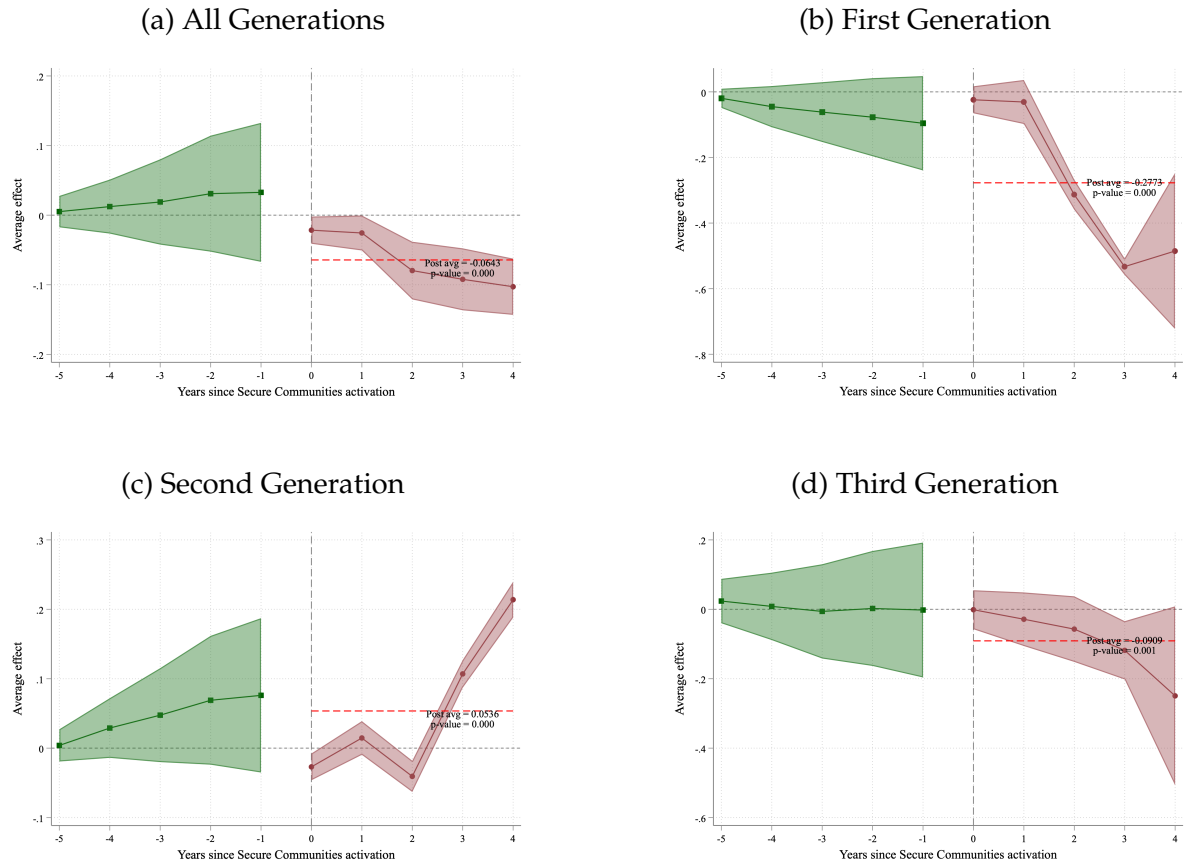 (a) All Generations
.2
.1
0
-.1
-.2
Average effect
Post avg = -0.0643
p-value = 0.000
-5 -4 -3 -2 -1 0 1 2 3 4
Years since Secure Communities activation
(b) First Generation
0
-.2
-.4
-.6
-.8
Average effect
Post avg = -0.2773
p-value = 0.000
-5 -4 -3 -2 -1 0 1 2 3 4
Years since Secure Communities activation
(c) Second Generation
.3
.2
.1
0
-.1
Average effect
Post avg = 0.0536
p-value = 0.000
-5 -4 -3 -2 -1 0 1 2 3 4
Years since Secure Communities activation
(d) Third Generation
.2
0
-.2
-.4
-.6
Average effect
Post avg = -0.0909
p-value = 0.001
-5 -4 -3 -2 -1 0 1 2 3 4
Years since Secure Communities activation